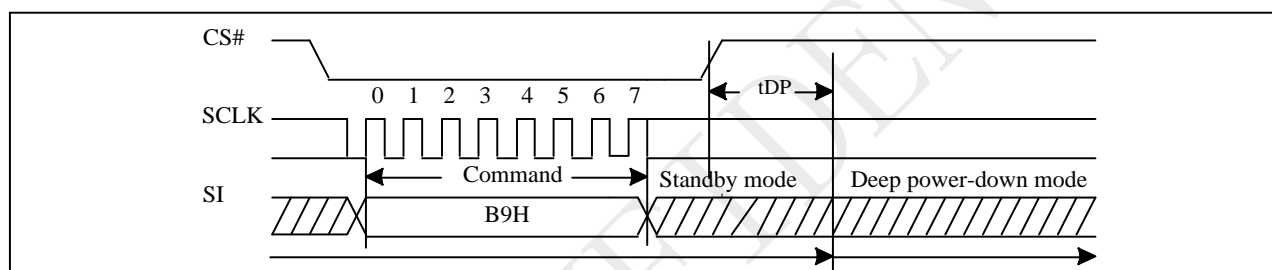 CS#
tDP
0 1 2 3 4 5 6 7
SCLK
Command
Standby mode
Deep power-down mode
SI
B9H